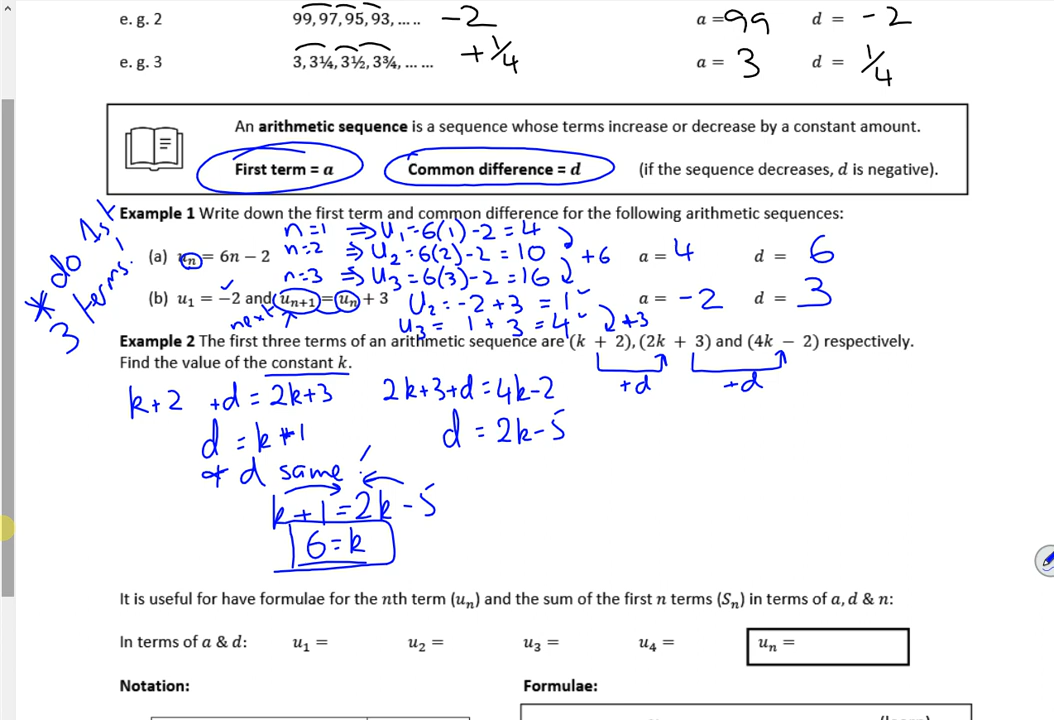 e. g. 2 99, 97, 95, 93, ... .. -2 a = 99 d = -2
e. g. 3 3, 3¼, 3½, 3¾, ... ... +¼ a = 3 d = ¼
An arithmetic sequence is a sequence whose terms increase or decrease by a constant amount.
First term = a Common difference = d (if the sequence decreases, d is negative).
Example 1 Write down the first term and common difference for the following arithmetic sequences:
n=1 ⇒ U₁=6(1)-2=4
(a) uₙ = 6n − 2 n=2 ⇒ U₂=6(2)-2=10 +6 a = 4 d = 6
n=3 ⇒ U₃=6(3)-2=16
* do 1st 3 terms!
(b) u₁ = −2 and uₙ₊₁ = uₙ + 3 U₂=-2+3=1 a = -2 d = 3
next U₃= 1+3=4 +3
Example 2 The first three terms of an arithmetic sequence are (k + 2), (2k + 3) and (4k − 2) respectively.
Find the value of the constant k.
+d +d
k+2 +d = 2k+3 2k+3+d=4k-2
d = k+1 d = 2k-5
d same!
k+1=2k-5
6=k
It is useful for have formulae for the nth term (uₙ) and the sum of the first n terms (Sₙ) in terms of a, d & n:
In terms of a & d: u₁ = u₂ = u₃ = u₄ = uₙ =
Notation: Formulae: